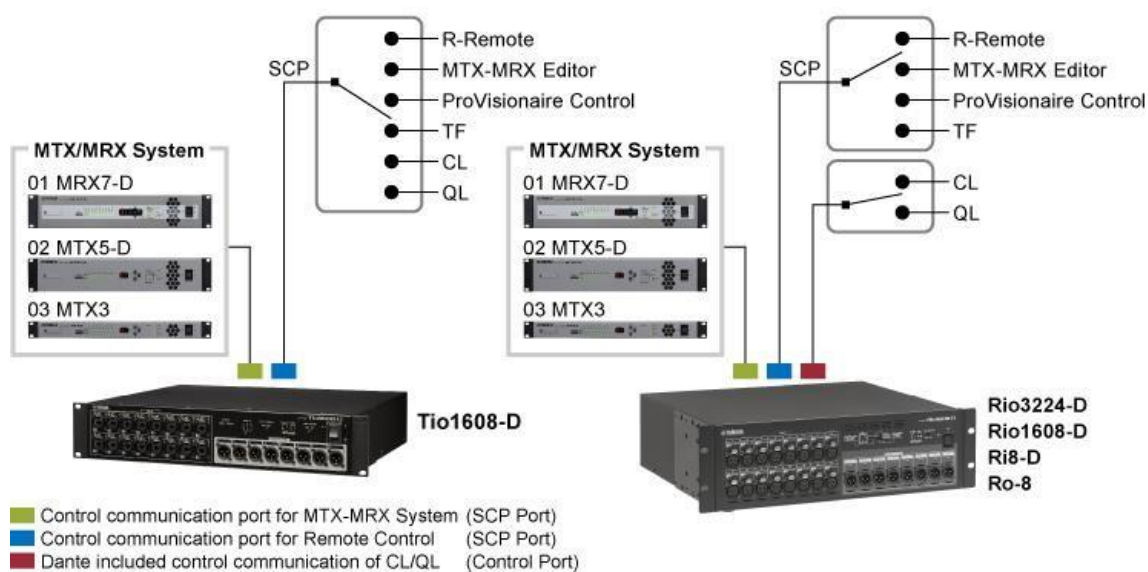 SCP
R-Remote
MTX-MRX Editor
ProVisionaire Control
TF
CL
QL
MTX/MRX System
01 MRX7-D
02 MTX5-D
03 MTX3
Tio1608-D
SCP
R-Remote
MTX-MRX Editor
ProVisionaire Control
TF
CL
QL
MTX/MRX System
01 MRX7-D
02 MTX5-D
03 MTX3
Rio3224-D
Rio1608-D
Ri8-D
Ro-8
Control communication port for MTX-MRX System (SCP Port)
Control communication port for Remote Control (SCP Port)
Dante included control communication of CL/QL (Control Port)